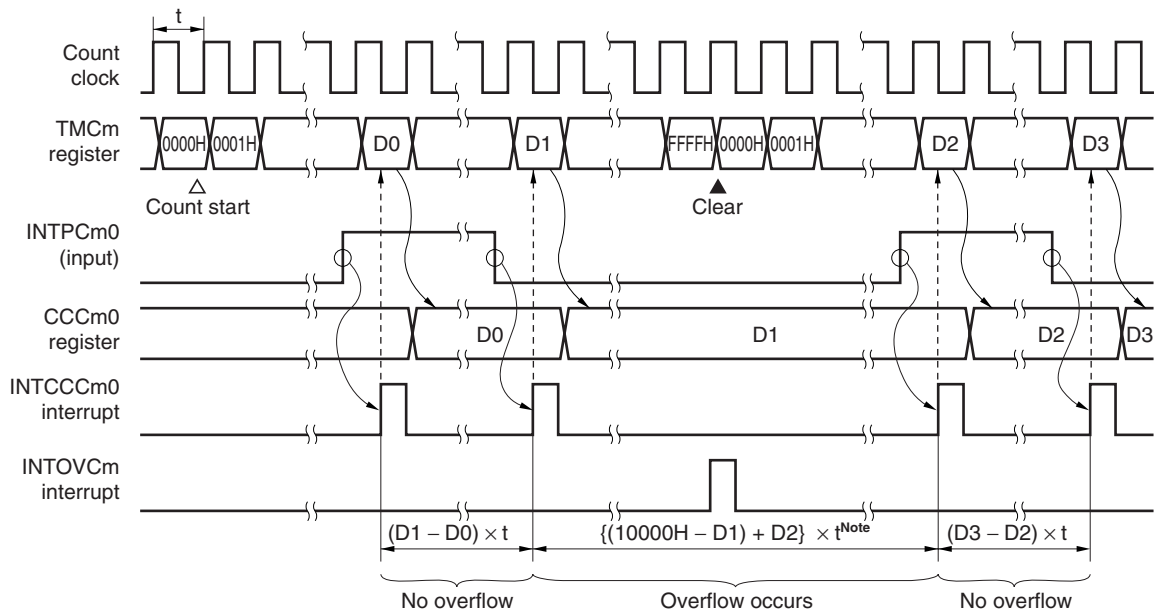 t
Count
clock
TMCm
register
0000H 0001H D0 D1 FFFFH 0000H 0001H D2 D3
Count start
Clear
INTPCm0
(input)
CCCm0
register
D0 D1 D2 D3
INTCCCm0
interrupt
INTOVCm
interrupt
(D1 − D0) × t {(10000H − D1) + D2} × tNote (D3 − D2) × t
No overflow Overflow occurs No overflow